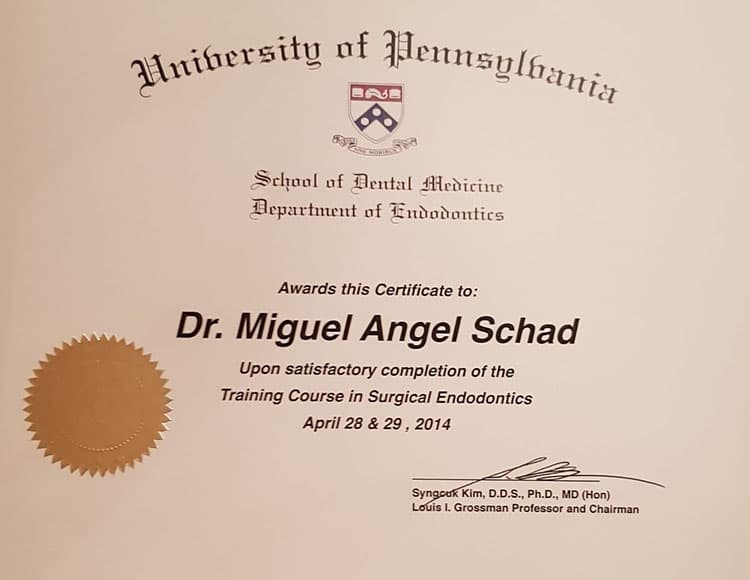 University of Pennsylvania
School of Dental Medicine
Department of Endodontics
Awards this Certificate to:
Dr. Miguel Angel Schad
Upon satisfactory completion of the
Training Course in Surgical Endodontics
April 28 & 29 , 2014
Syngcuk Kim, D.D.S., Ph.D., MD (Hon)
Louis I. Grossman Professor and Chairman